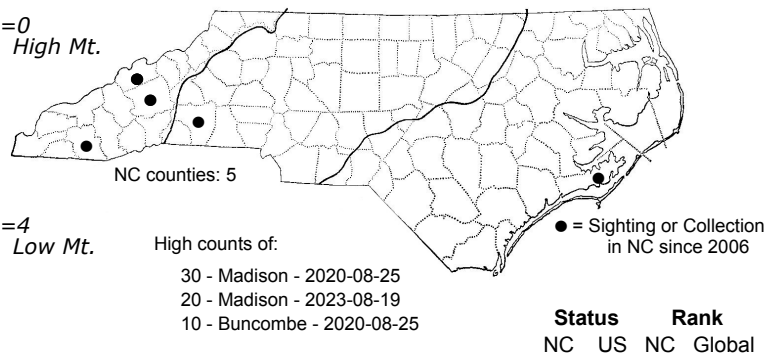 =0
High Mt.
NC counties: 5
=4
Low Mt.
High counts of:
30 - Madison - 2020-08-25
20 - Madison - 2023-08-19
10 - Buncombe - 2020-08-25
● = Sighting or Collection
in NC since 2006
Status Rank
NC US NC Global